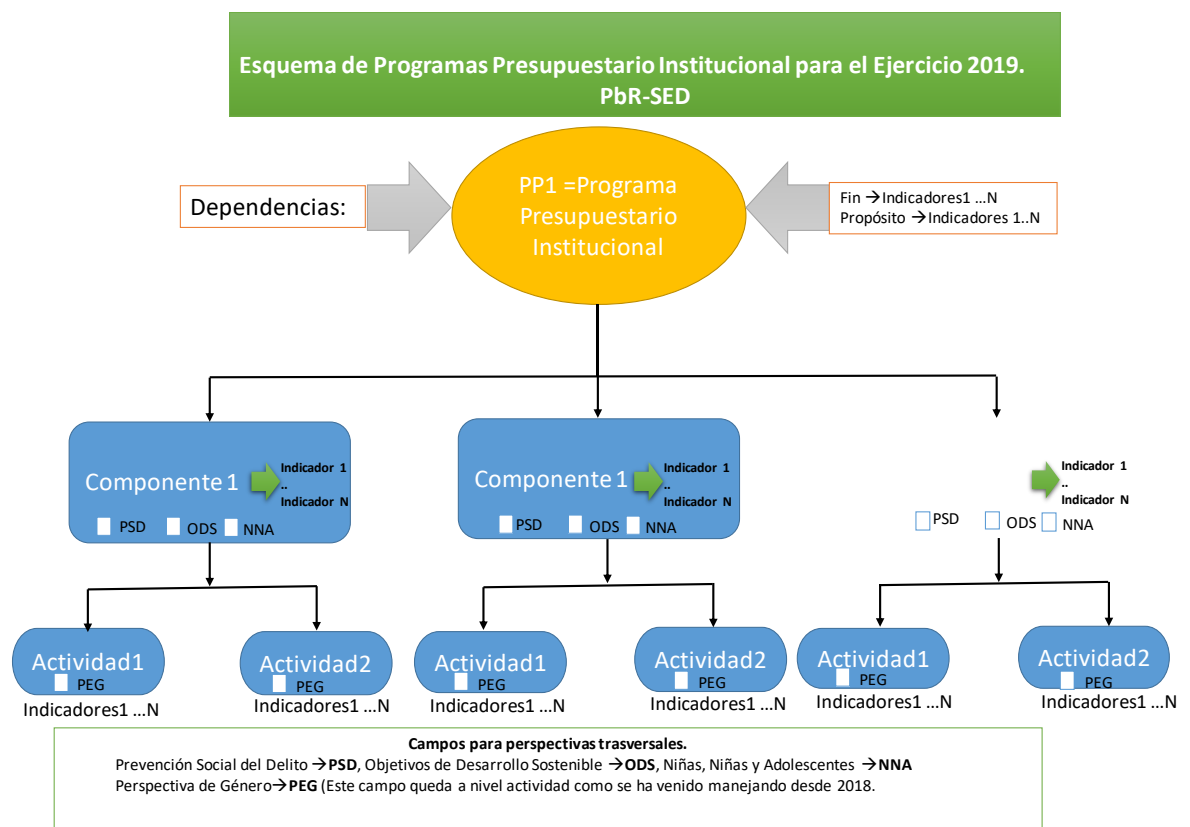 Esquema de Programas Presupuestario Institucional para el Ejercicio 2019.
PbR-SED
Dependencias:
PP1 =Programa
Presupuestario
Institucional
Fin →Indicadores1 ...N
Propósito →Indicadores 1..N
Componente 1
Indicador 1
..
Indicador N
PSD
ODS
NNA
Componente 1
Indicador 1
..
Indicador N
PSD
ODS
NNA
Indicador 1
..
Indicador N
PSD
ODS
NNA
Actividad1
PEG
Indicadores1 ...N
Actividad2
PEG
Indicadores1 ...N
Actividad1
PEG
Indicadores1 ...N
Actividad2
PEG
Indicadores1 ...N
Actividad1
PEG
Indicadores1 ...N
Actividad2
PEG
Indicadores1 ...N
Campos para perspectivas trasversales.
Prevención Social del Delito →PSD, Objetivos de Desarrollo Sostenible →ODS, Niñas, Niñas y Adolescentes →NNA
Perspectiva de Género→PEG (Este campo queda a nivel actividad como se ha venido manejando desde 2018.